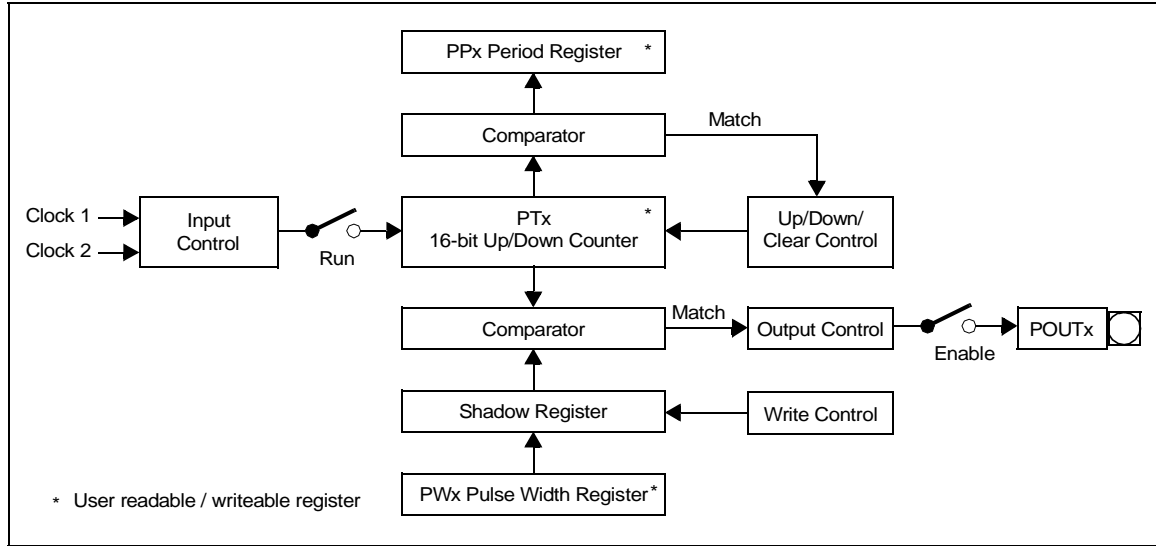 PPx Period Register *
Comparator
Match
Clock 1
Clock 2
Input
Control
Run
PTx *
16-bit Up/Down Counter
Up/Down/
Clear Control
Comparator
Match
Output Control
Enable
POUTx
Shadow Register
Write Control
PWx Pulse Width Register *
* User readable / writeable register